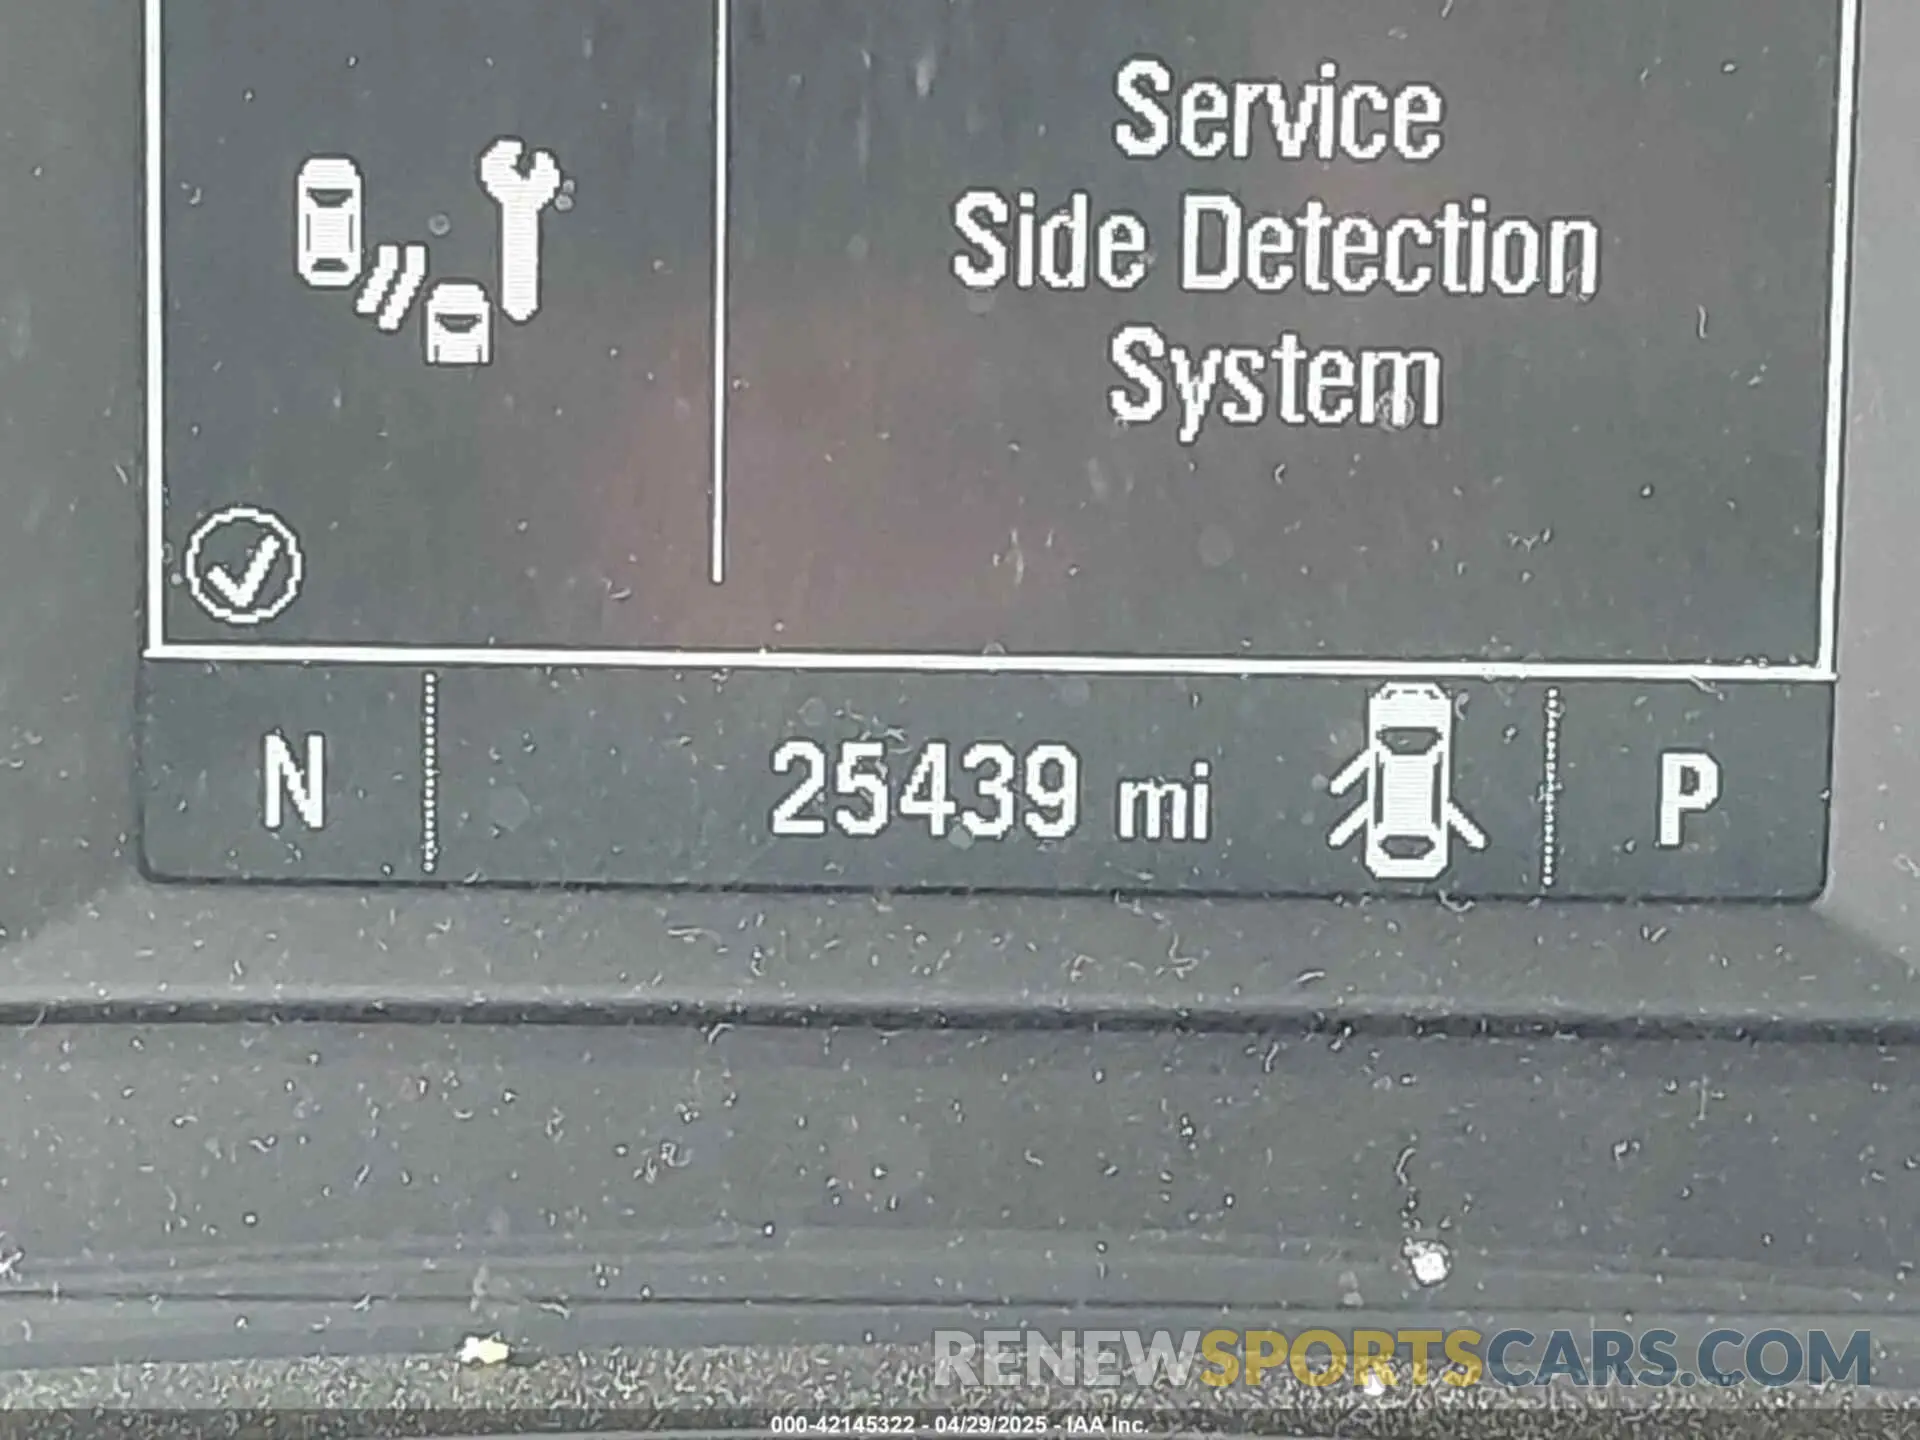 Service
Side Detection
System
N 25439 mi P
RENEWSPORTSCARS.COM
000-42145322 - 04/29/2025 - IAA Inc.